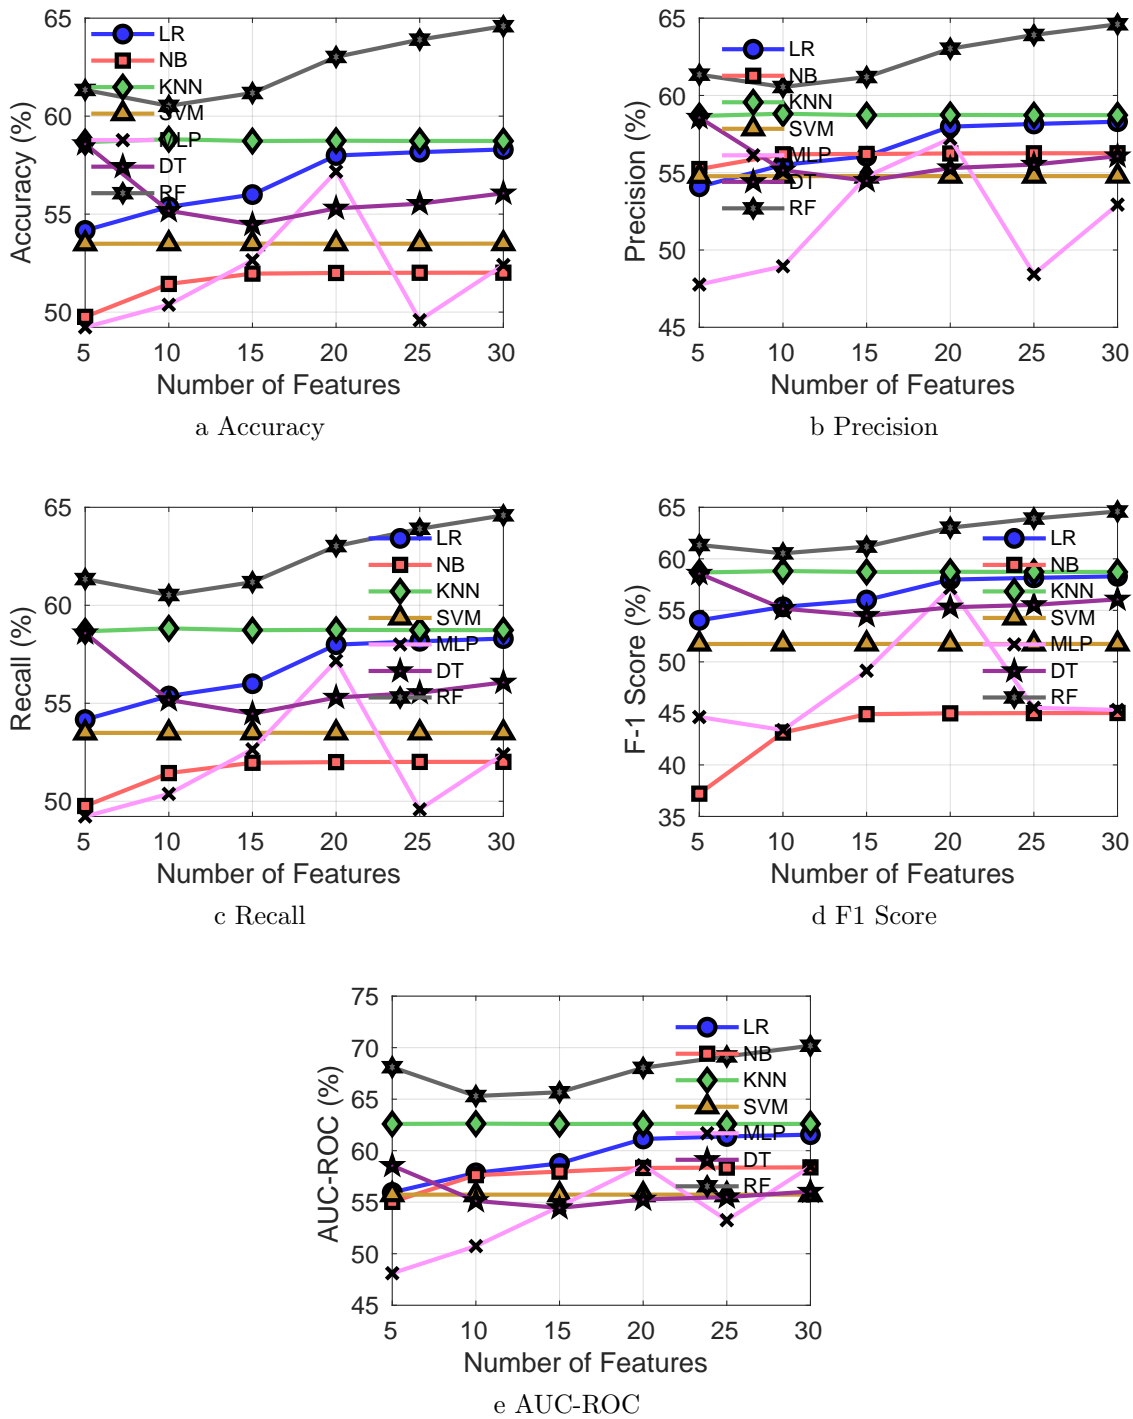 65
60
55
50
Accuracy (%)
LR
NB
KNN
SVM
MLP
DT
RF
5 10 15 20 25 30
Number of Features
a Accuracy
65
60
55
50
45
Precision (%)
LR
NB
KNN
SVM
MLP
DT
RF
5 10 15 20 25 30
Number of Features
b Precision
65
60
55
50
Recall (%)
LR
NB
KNN
SVM
MLP
DT
RF
5 10 15 20 25 30
Number of Features
c Recall
65
60
55
50
45
40
35
F-1 Score (%)
LR
NB
KNN
SVM
MLP
DT
RF
5 10 15 20 25 30
Number of Features
d F1 Score
75
70
65
60
55
50
45
AUC-ROC (%)
LR
NB
KNN
SVM
MLP
DT
RF
5 10 15 20 25 30
Number of Features
e AUC-ROC